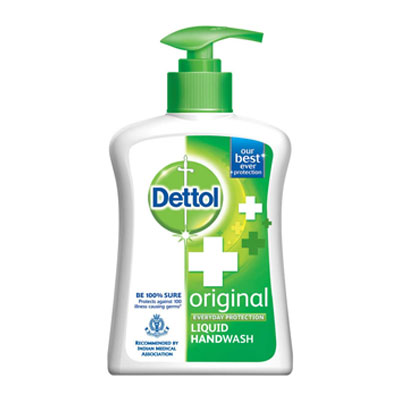 our
best*
ever
+protection
Dettol
BE 100% SURE
Protects against 100
illness causing germs*
RECOMMENDED BY
INDIAN MEDICAL
ASSOCIATION
original
EVERYDAY PROTECTION
LIQUID
HANDWASH